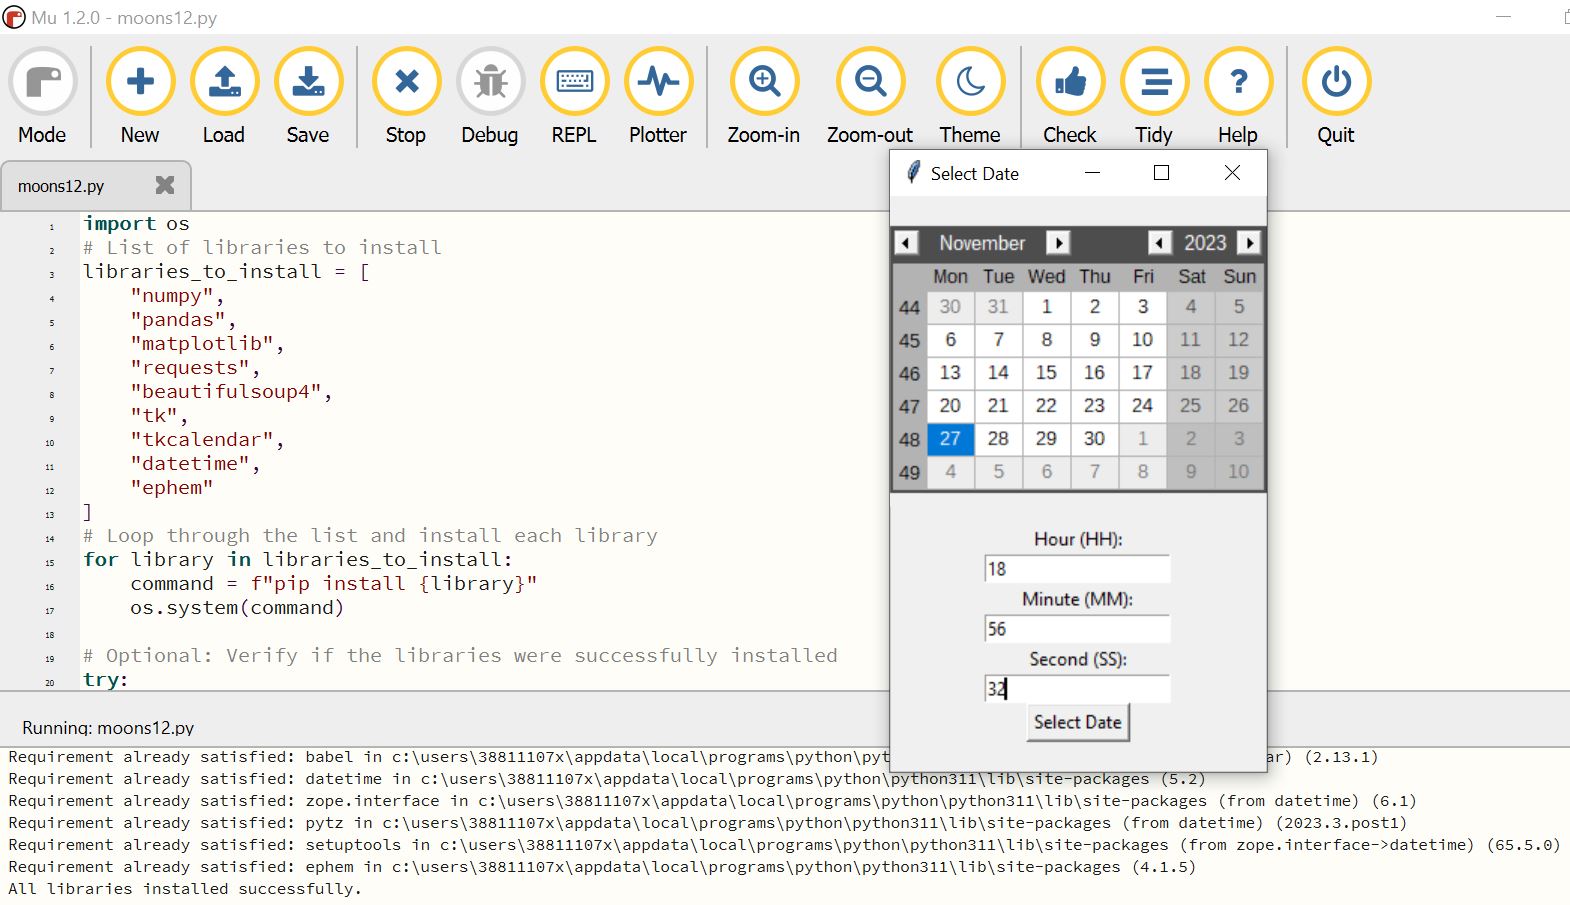 Mu 1.2.0 - moons12.py
Mode New Load Save Stop Debug REPL Plotter Zoom-in Zoom-out Theme Check Tidy Help Quit
moons12.py
1 import os
2 # List of libraries to install
3 libraries_to_install = [
4 "numpy",
5 "pandas",
6 "matplotlib",
7 "requests",
8 "beautifulsoup4",
9 "tk",
10 "tkcalendar",
11 "datetime",
12 "ephem"
13 ]
14 # Loop through the list and install each library
15 for library in libraries_to_install:
16 command = f"pip install {library}"
17 os.system(command)
18
19 # Optional: Verify if the libraries were successfully installed
20 try:
Select Date
November 2023
Mon Tue Wed Thu Fri Sat Sun
44 30 31 1 2 3 4 5
45 6 7 8 9 10 11 12
46 13 14 15 16 17 18 19
47 20 21 22 23 24 25 26
48 27 28 29 30 1 2 3
49 4 5 6 7 8 9 10
Hour (HH):
18
Minute (MM):
56
Second (SS):
32
Select Date
Running: moons12.py
Requirement already satisfied: babel in c:\users\38811107x\appdata\local\programs\python\pyt ar) (2.13.1)
Requirement already satisfied: datetime in c:\users\38811107x\appdata\local\programs\python\python311\lib\site-packages (5.2)
Requirement already satisfied: zope.interface in c:\users\38811107x\appdata\local\programs\python\python311\lib\site-packages (from datetime) (6.1)
Requirement already satisfied: pytz in c:\users\38811107x\appdata\local\programs\python\python311\lib\site-packages (from datetime) (2023.3.post1)
Requirement already satisfied: setuptools in c:\users\38811107x\appdata\local\programs\python\python311\lib\site-packages (from zope.interface->datetime) (65.5.0)
Requirement already satisfied: ephem in c:\users\38811107x\appdata\local\programs\python\python311\lib\site-packages (4.1.5)
All libraries installed successfully.